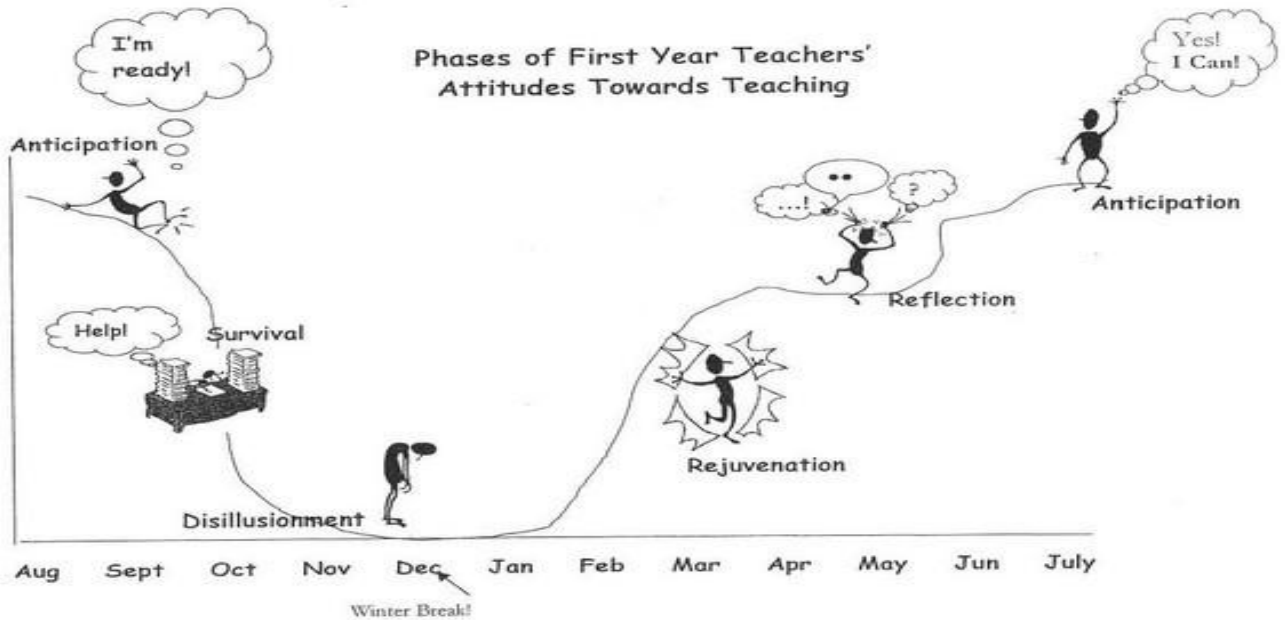 I'm
ready!
Phases of First Year Teachers'
Attitudes Towards Teaching
Yes!
I Can!
Anticipation
...!
?
Anticipation
Reflection
Help!
Survival
Rejuvenation
Disillusionment
Aug Sept Oct Nov Dec Jan Feb Mar Apr May Jun July
Winter Break!